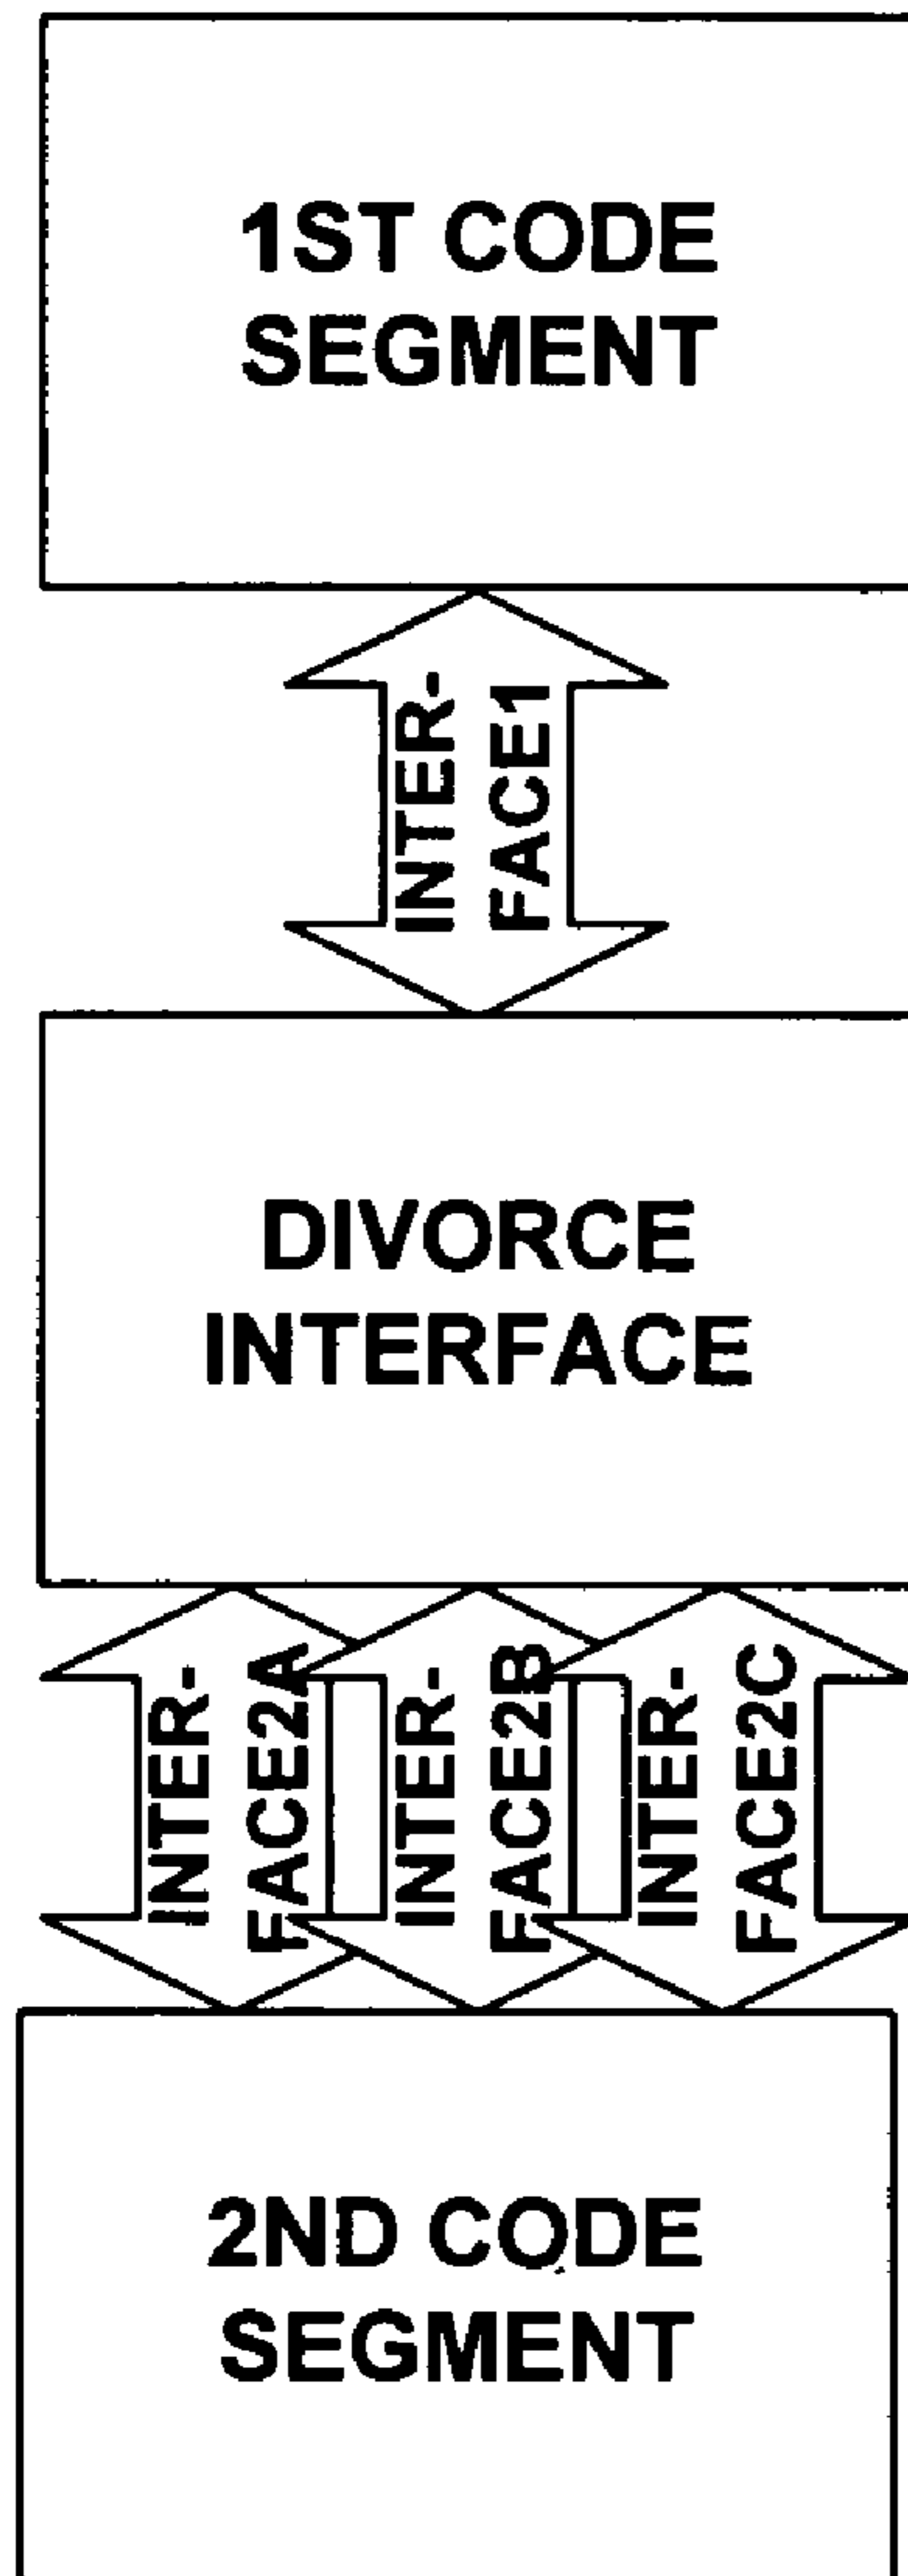 1ST CODE
SEGMENT
INTER-
FACE1
DIVORCE
INTERFACE
INTER-
FACE2A
INTER-
FACE2B
INTER-
FACE2C
2ND CODE
SEGMENT